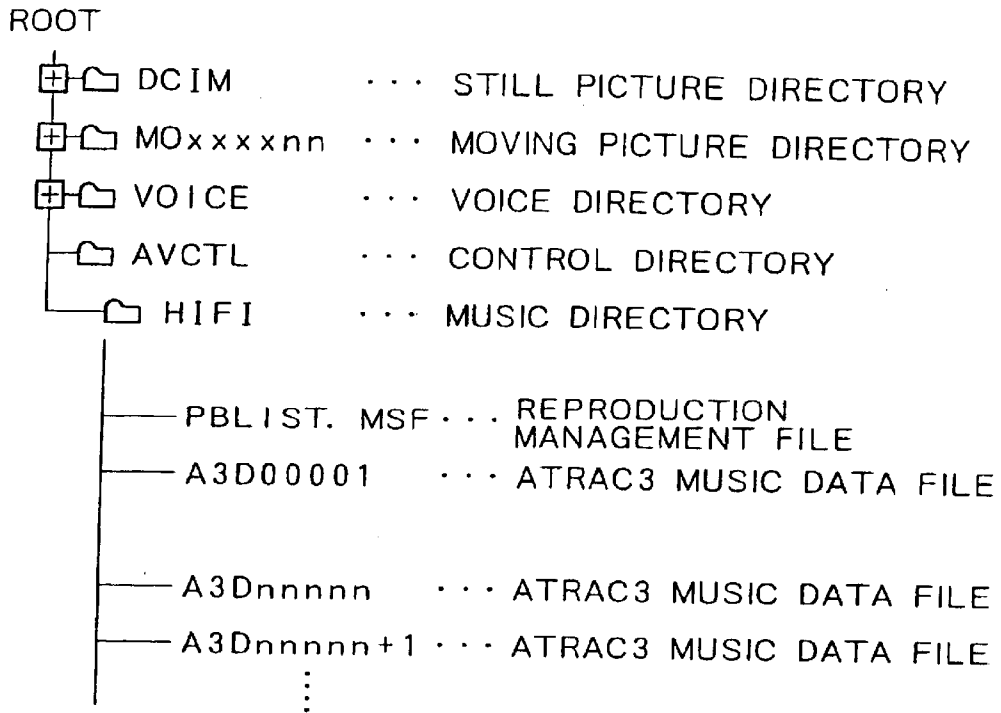 ROOT
DCIM ··· STILL PICTURE DIRECTORY
MOxxxxnn ··· MOVING PICTURE DIRECTORY
VOICE ··· VOICE DIRECTORY
AVCTL ··· CONTROL DIRECTORY
HIFI ··· MUSIC DIRECTORY
PBLIST. MSF ··· REPRODUCTION
MANAGEMENT FILE
A3D00001 ··· ATRAC3 MUSIC DATA FILE
A3Dnnnnn ··· ATRAC3 MUSIC DATA FILE
A3Dnnnnn+1 ··· ATRAC3 MUSIC DATA FILE